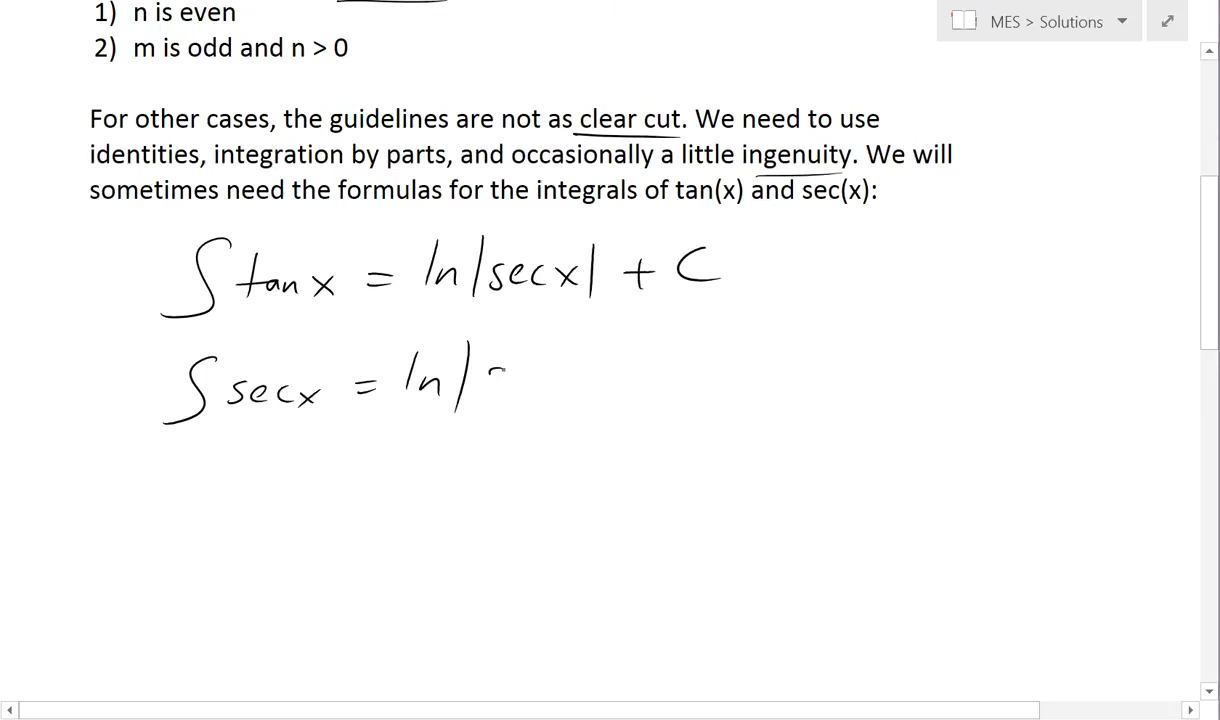 1) n is even
MES > Solutions
2) m is odd and n > 0
For other cases, the guidelines are not as clear cut. We need to use
identities, integration by parts, and occasionally a little ingenuity. We will
sometimes need the formulas for the integrals of tan(x) and sec(x):
∫ tan x = ln|sec x| + C
∫ sec x = ln|